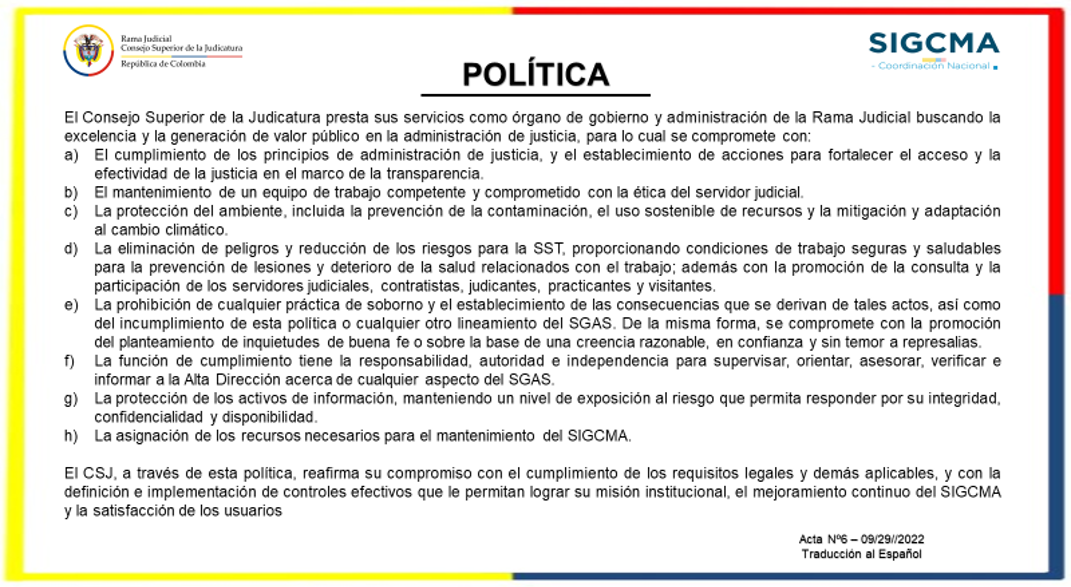 Rama Judicial
Consejo Superior de la Judicatura
República de Colombia
SIGCMA
- Coordinación Nacional
POLÍTICA
El Consejo Superior de la Judicatura presta sus servicios como órgano de gobierno y administración de la Rama Judicial buscando la
excelencia y la generación de valor público en la administración de justicia, para lo cual se compromete con:
a) El cumplimiento de los principios de administración de justicia, y el establecimiento de acciones para fortalecer el acceso y la
efectividad de la justicia en el marco de la transparencia.
b) El mantenimiento de un equipo de trabajo competente y comprometido con la ética del servidor judicial.
c) La protección del ambiente, incluida la prevención de la contaminación, el uso sostenible de recursos y la mitigación y adaptación
al cambio climático.
d) La eliminación de peligros y reducción de los riesgos para la SST, proporcionando condiciones de trabajo seguras y saludables
para la prevención de lesiones y deterioro de la salud relacionados con el trabajo; además con la promoción de la consulta y la
participación de los servidores judiciales, contratistas, judicantes, practicantes y visitantes.
e) La prohibición de cualquier práctica de soborno y el establecimiento de las consecuencias que se derivan de tales actos, así como
del incumplimiento de esta política o cualquier otro lineamiento del SGAS. De la misma forma, se compromete con la promoción
del planteamiento de inquietudes de buena fe o sobre la base de una creencia razonable, en confianza y sin temor a represalias.
f) La función de cumplimiento tiene la responsabilidad, autoridad e independencia para supervisar, orientar, asesorar, verificar e
informar a la Alta Dirección acerca de cualquier aspecto del SGAS.
g) La protección de los activos de información, manteniendo un nivel de exposición al riesgo que permita responder por su integridad,
confidencialidad y disponibilidad.
h) La asignación de los recursos necesarios para el mantenimiento del SIGCMA.
El CSJ, a través de esta política, reafirma su compromiso con el cumplimiento de los requisitos legales y demás aplicables, y con la
definición e implementación de controles efectivos que le permitan lograr su misión institucional, el mejoramiento continuo del SIGCMA
y la satisfacción de los usuarios
Acta Nº6 – 09/29//2022
Traducción al Español